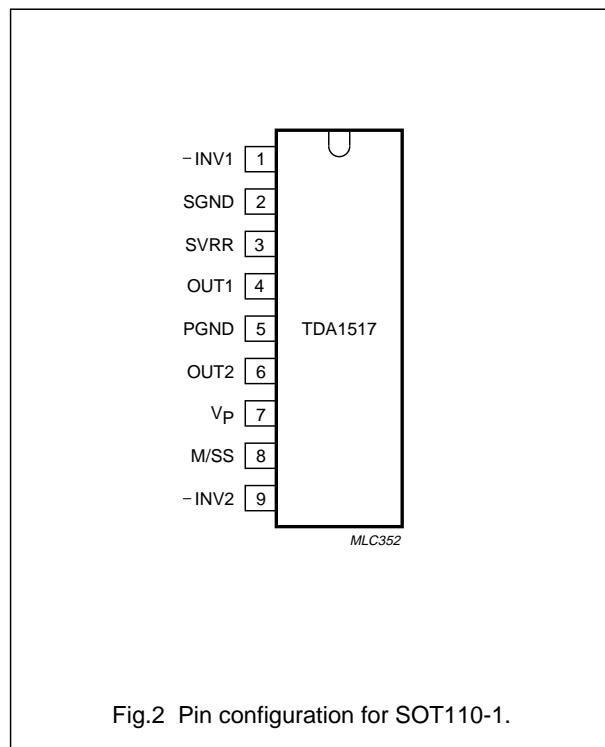 −INV1 1
SGND 2
SVRR 3
OUT1 4
PGND 5 TDA1517
OUT2 6
VP 7
M/SS 8
−INV2 9
MLC352
Fig.2 Pin configuration for SOT110-1.